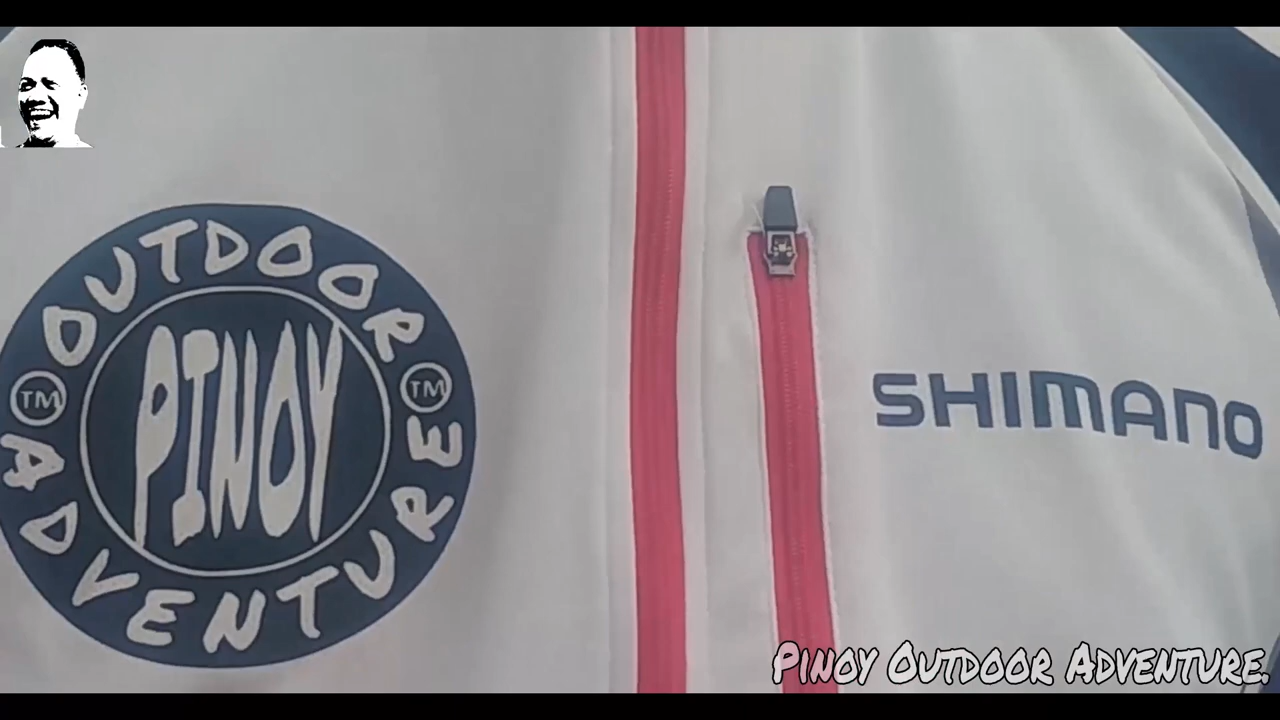 OUTDOOR
PINOY
TM TM
ADVENTURE
SHIMANO
PINOY OUTDOOR ADVENTURE.